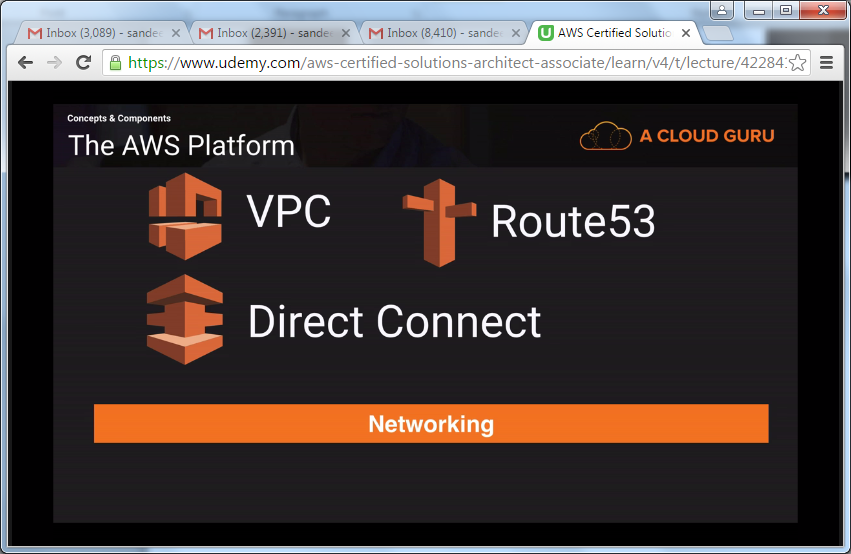 Inbox (3,089) - sandee
Inbox (2,391) - sandee
Inbox (8,410) - sande
AWS Certified Solutio
https://www.udemy.com/aws-certified-solutions-architect-associate/learn/v4/t/lecture/42284
Concepts & Components
The AWS Platform
A CLOUD GURU
VPC
Route53
Direct Connect
Networking